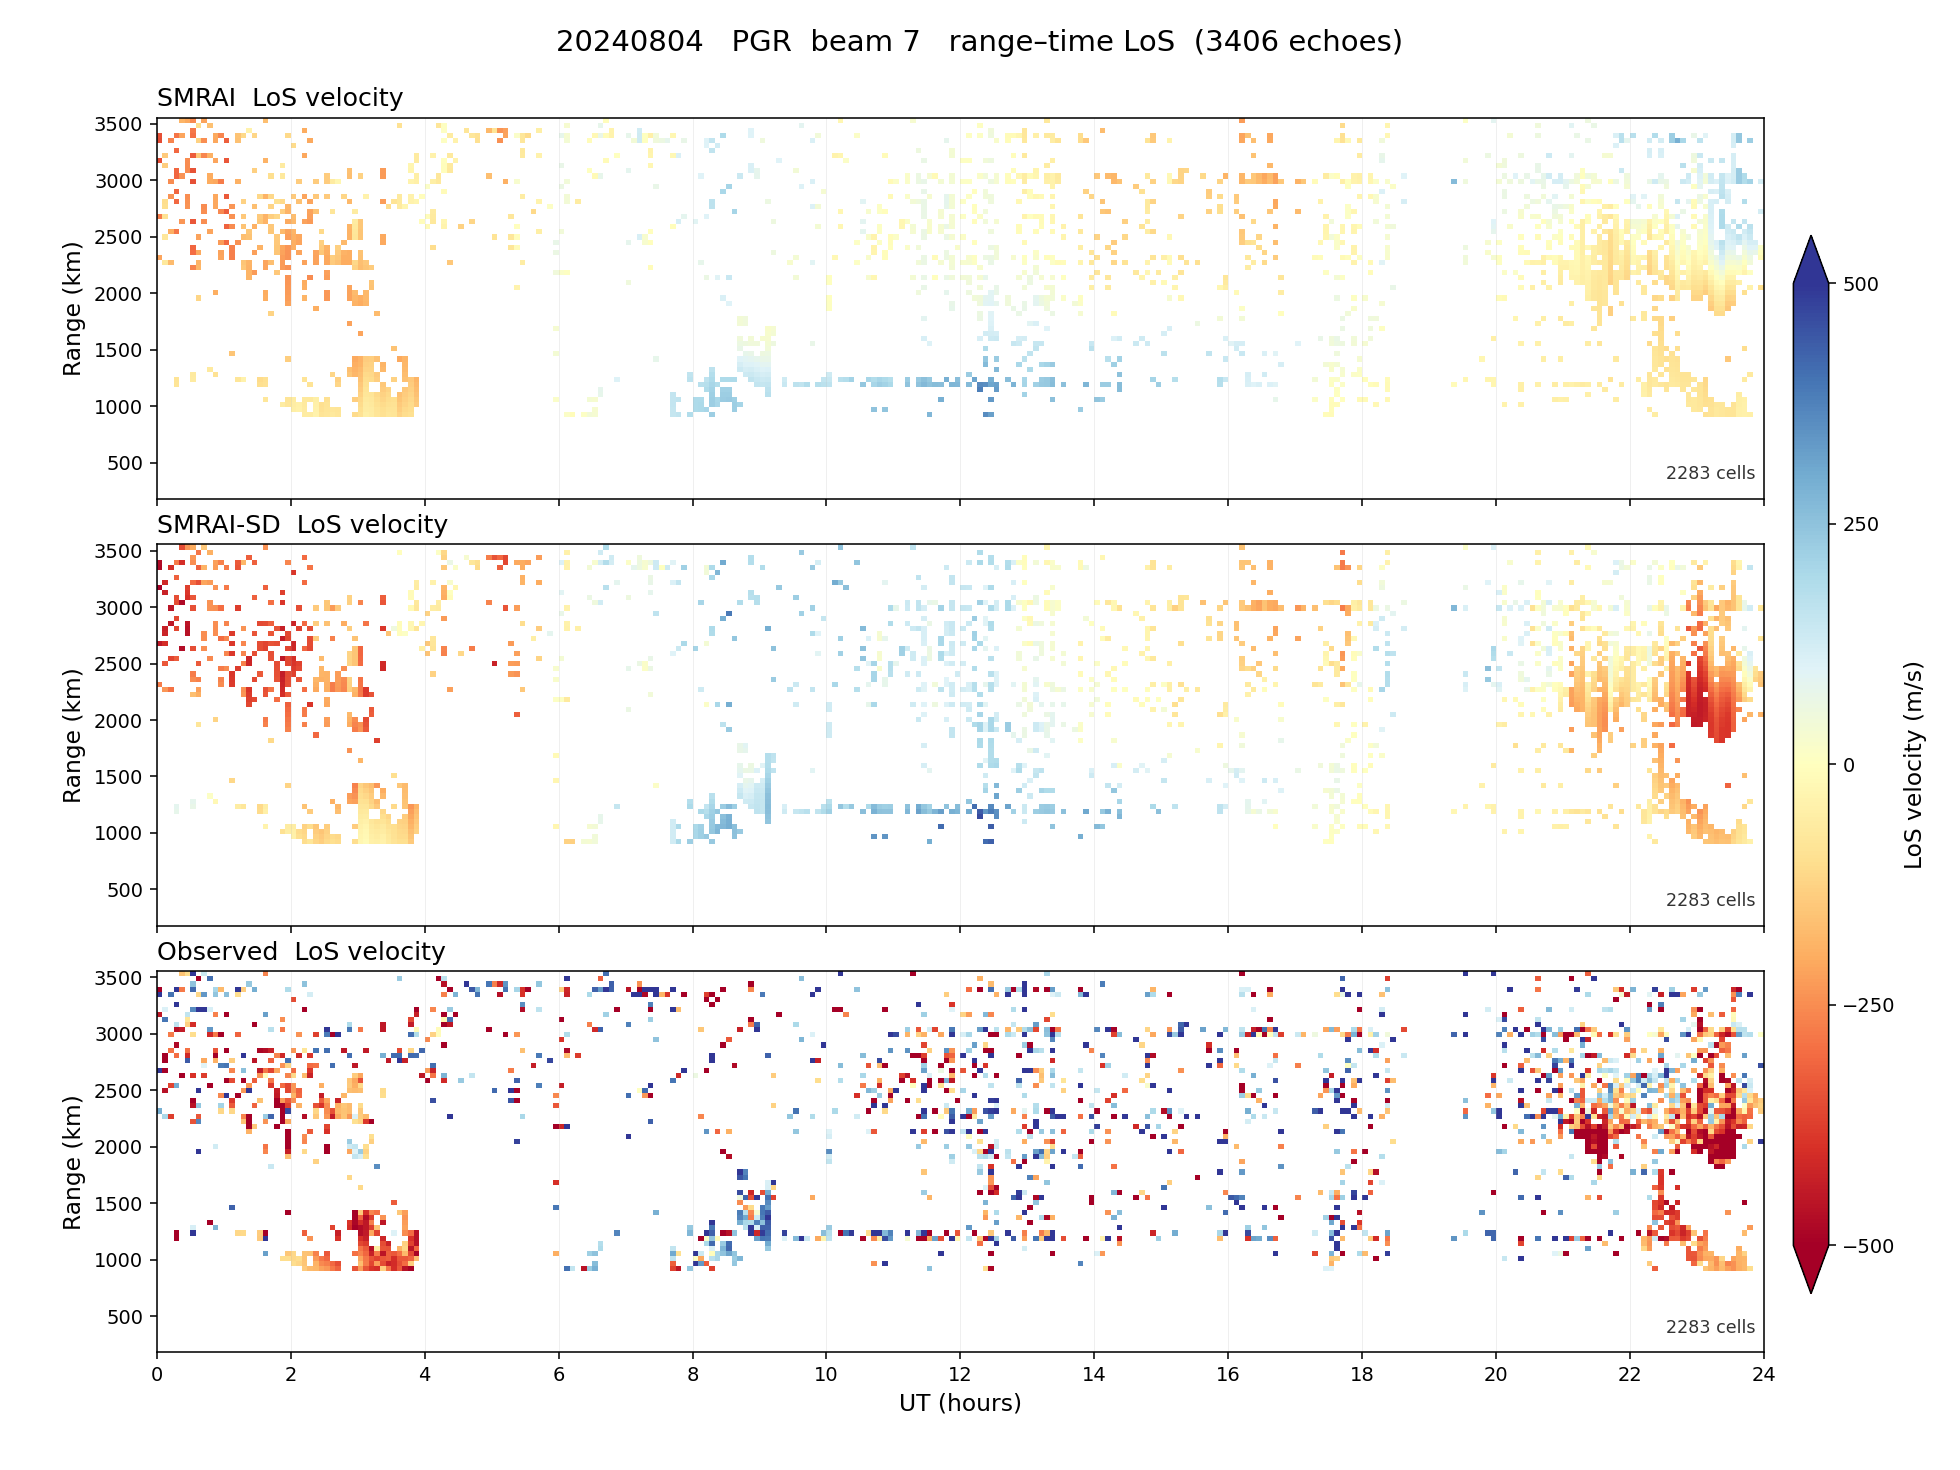 20240804   PGR  beam 7   range–time LoS  (3406 echoes)
SMRAI  LoS velocity
3500
3000
2500
2000
1500
1000
500
Range (km)
2283 cells
SMRAI-SD  LoS velocity
3500
3000
2500
2000
1500
1000
500
Range (km)
2283 cells
Observed  LoS velocity
3500
3000
2500
2000
1500
1000
500
Range (km)
2283 cells
0 2 4 6 8 10 12 14 16 18 20 22 24
UT (hours)
500
250
0
−250
−500
LoS velocity (m/s)